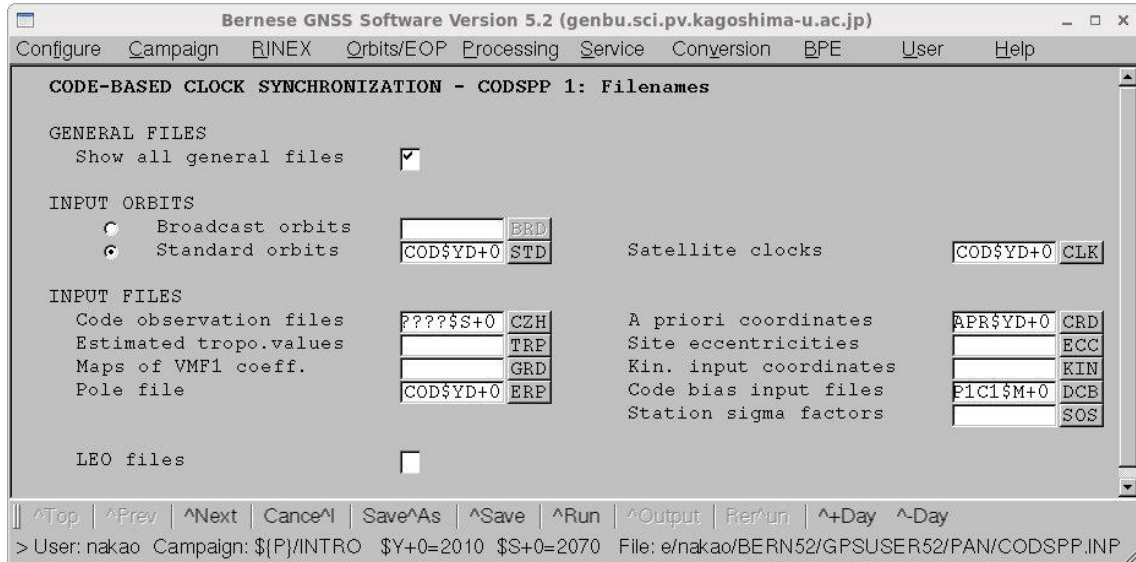 Bernese GNSS Software Version 5.2 (genbu.sci.pv.kagoshima-u.ac.jp)
Configure Campaign RINEX Orbits/EOP Processing Service Conversion BPE User Help
CODE-BASED CLOCK SYNCHRONIZATION - CODSPP 1: Filenames
GENERAL FILES
Show all general files
INPUT ORBITS
Broadcast orbits BRD
Standard orbits COD$YD+0 STD Satellite clocks COD$YD+0 CLK
INPUT FILES
Code observation files ????$S+0 CZH A priori coordinates APR$YD+0 CRD
Estimated tropo.values TRP Site eccentricities ECC
Maps of VMF1 coeff. GRD Kin. input coordinates KIN
Pole file COD$YD+0 ERP Code bias input files P1C1$M+0 DCB
Station sigma factors SOS
LEO files
^Top ^Prev ^Next Cance^l Save^As ^Save ^Run ^Output Rer^un ^+Day ^-Day
> User: nakao Campaign: ${P}/INTRO $Y+0=2010 $S+0=2070 File: e/nakao/BERN52/GPSUSER52/PAN/CODSPP.INP